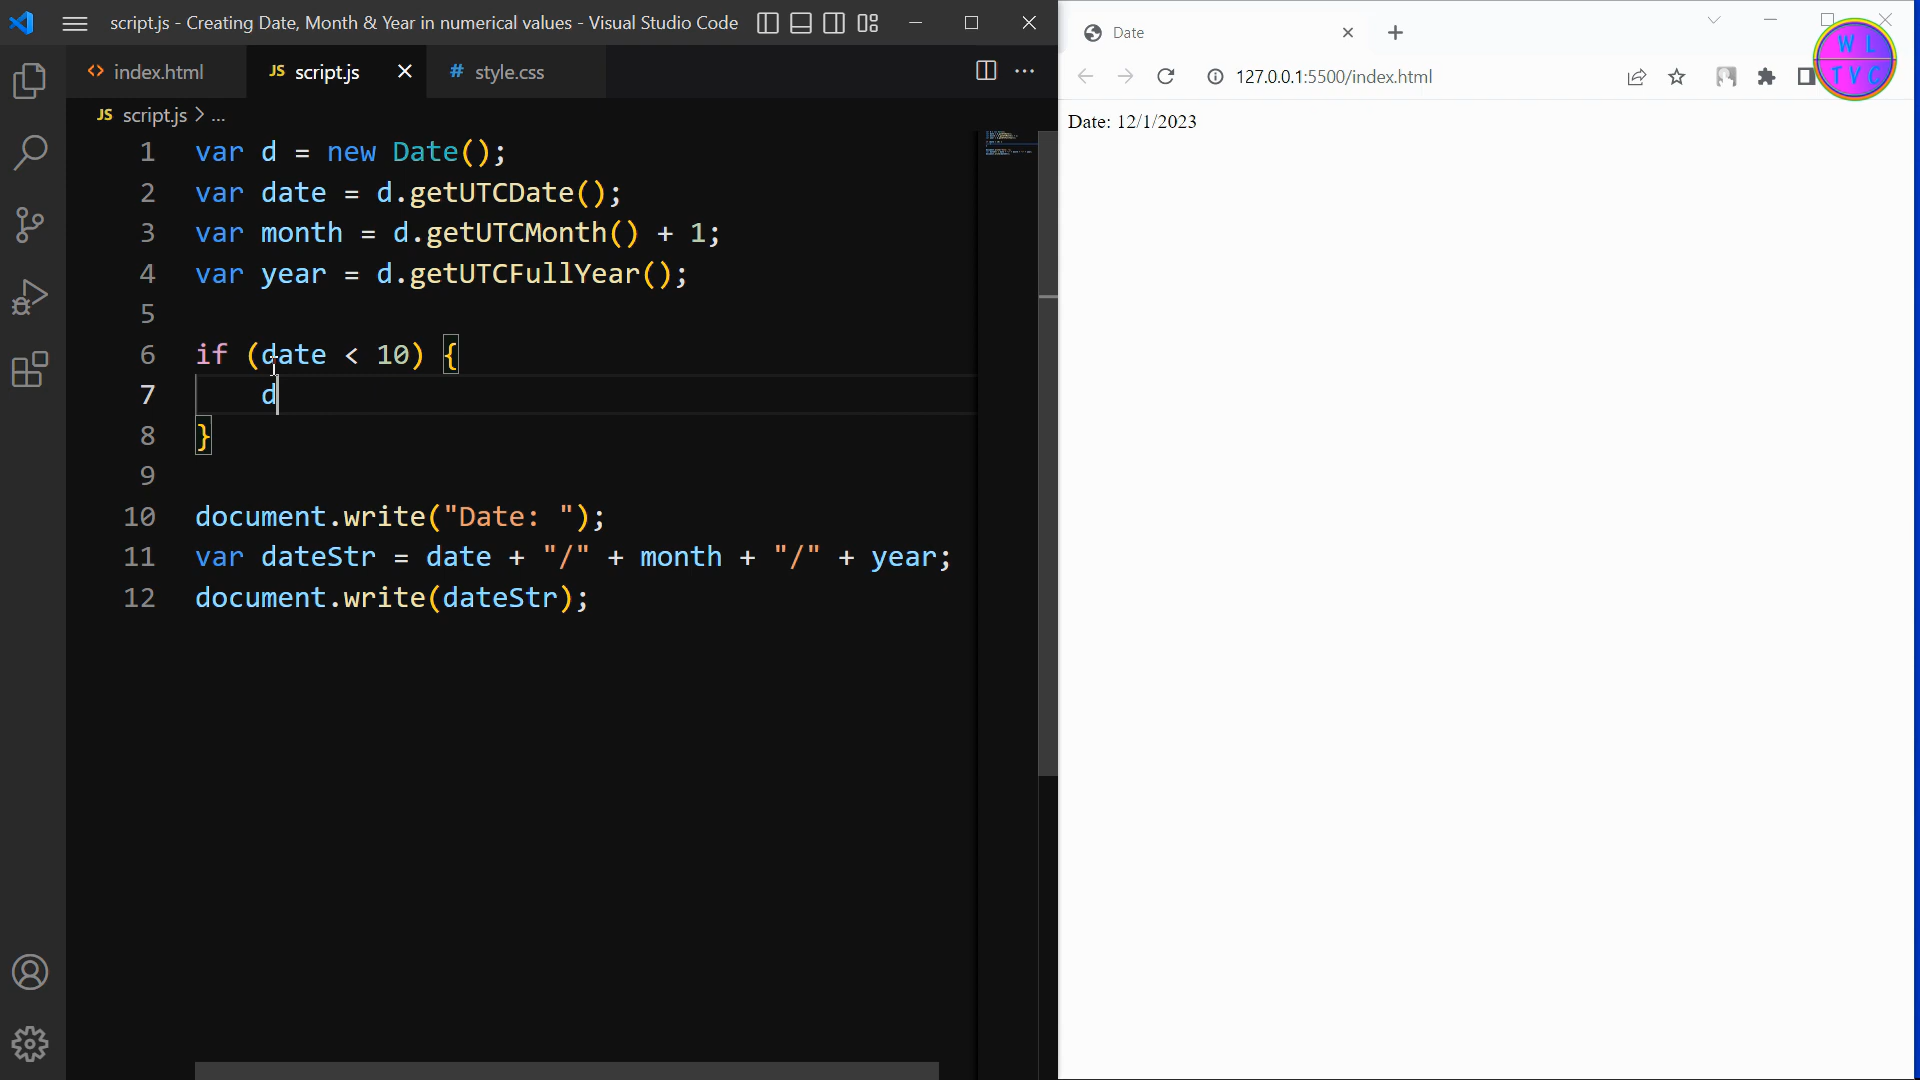 script.js - Creating Date, Month & Year in numerical values - Visual Studio Code
<> index.html
JS script.js
# style.css
JS script.js > ...
1 var d = new Date();
2 var date = d.getUTCDate();
3 var month = d.getUTCMonth() + 1;
4 var year = d.getUTCFullYear();
5
6 if (date < 10) {
7 d
8 }
9
10 document.write("Date: ");
11 var dateStr = date + "/" + month + "/" + year;
12 document.write(dateStr);
Date
127.0.0.1:5500/index.html
W L
T V C
Date: 12/1/2023